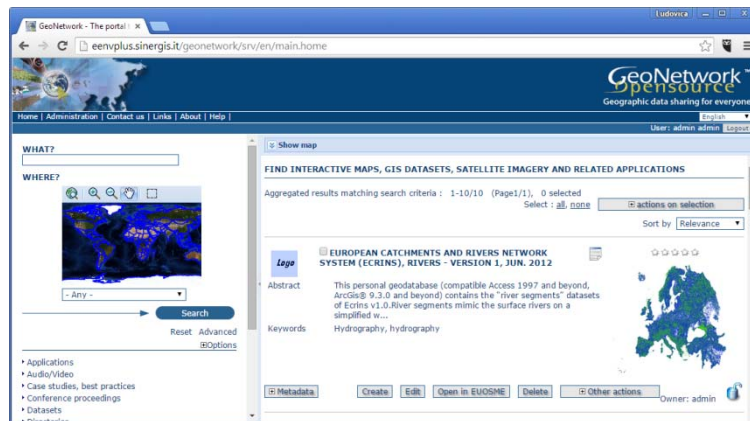 Ludovica
GeoNetwork - The portal t
eenvplus.sinergis.it/geonetwork/srv/en/main.home
GeoNetwork
Opensource
Geographic data sharing for everyone
Home | Administration | Contact us | Links | About | Help |
English
User: admin admin Logout
WHAT?
WHERE?
- Any -
Search
Reset Advanced
Options
Applications
Audio/Video
Case studies, best practices
Conference proceedings
Datasets
Directories
Show map
FIND INTERACTIVE MAPS, GIS DATASETS, SATELLITE IMAGERY AND RELATED APPLICATIONS
Aggregated results matching search criteria : 1-10/10 (Page1/1), 0 selected
Select : all, none
actions on selection
Sort by Relevance
Logo
EUROPEAN CATCHMENTS AND RIVERS NETWORK
SYSTEM (ECRINS), RIVERS - VERSION 1, JUN. 2012
Abstract
This personal geodatabase (compatible Access 1997 and beyond,
ArcGis® 9.3.0 and beyond) contains the "river segments" datasets
of Ecrins v1.0.River segments mimic the surface rivers on a
simplified w...
Keywords
Hydrography, hydrography
Metadata Create Edit Open in EUOSME Delete Other actions
Owner: admin